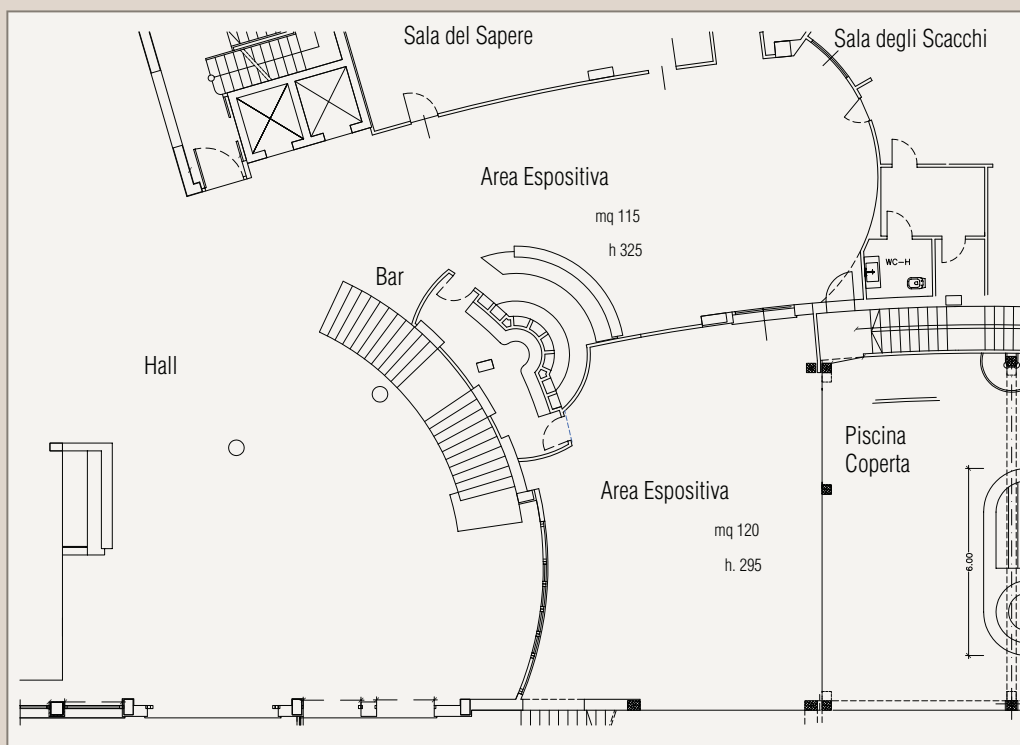 Sala del Sapere
Sala degli Scacchi
Area Espositiva
mq 115
h 325
WC-H
Bar
Hall
Piscina
Coperta
Area Espositiva
mq 120
h. 295
6.00